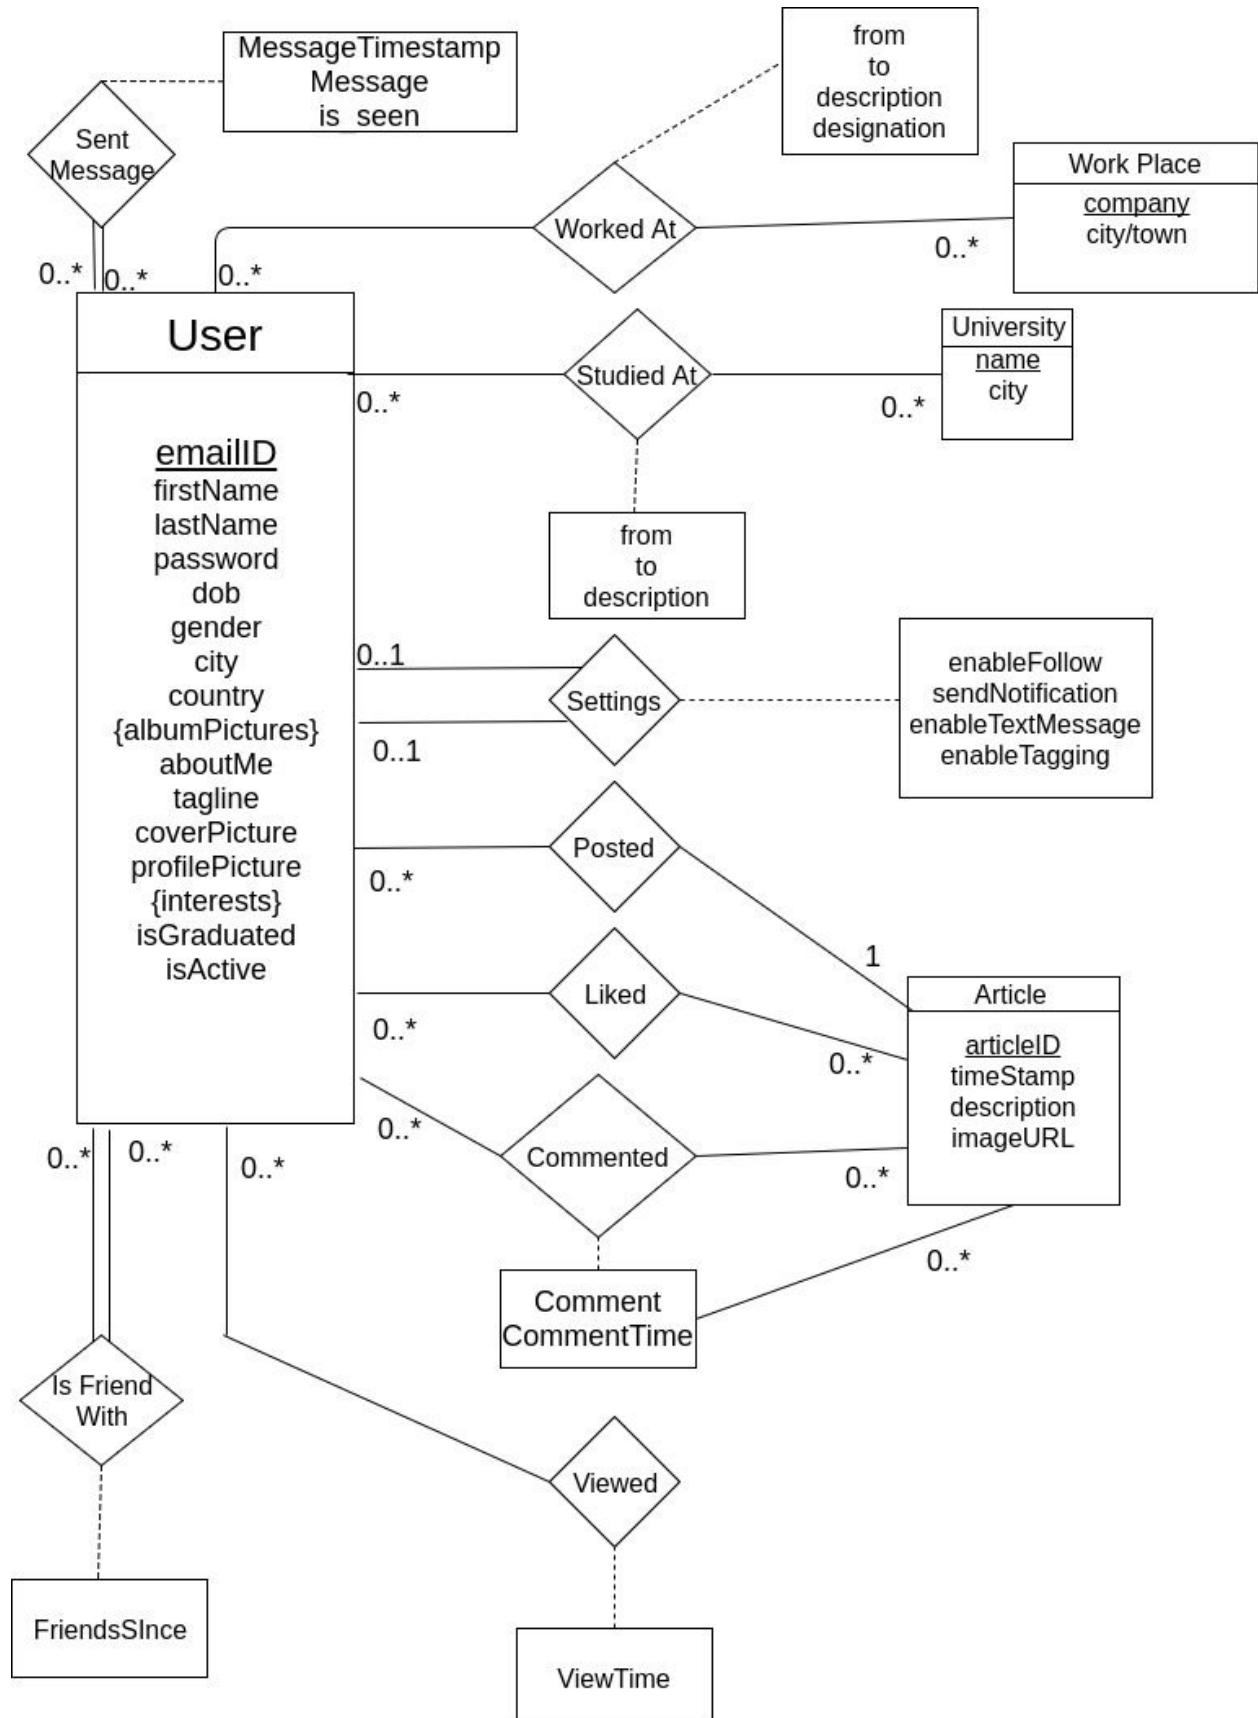 MessageTimestamp
Message
is_seen
from
to
description
designation
Sent
Message
Work Place
company
city/town
Worked At
0..*
0..*
0..*
0..*
User
University
name
city
Studied At
0..*
0..*
emailID
firstName
lastName
password
dob
gender
city
country
{albumPictures}
aboutMe
tagline
coverPicture
profilePicture
{interests}
isGraduated
isActive
from
to
description
0..1
Settings
0..1
enableFollow
sendNotification
enableTextMessage
enableTagging
Posted
0..*
1
Liked
0..*
0..*
Article
articleID
timeStamp
description
imageURL
0..*
Commented
0..*
0..*
0..*
0..*
0..*
Comment
CommentTime
Is Friend
With
Viewed
FriendsSInce
ViewTime